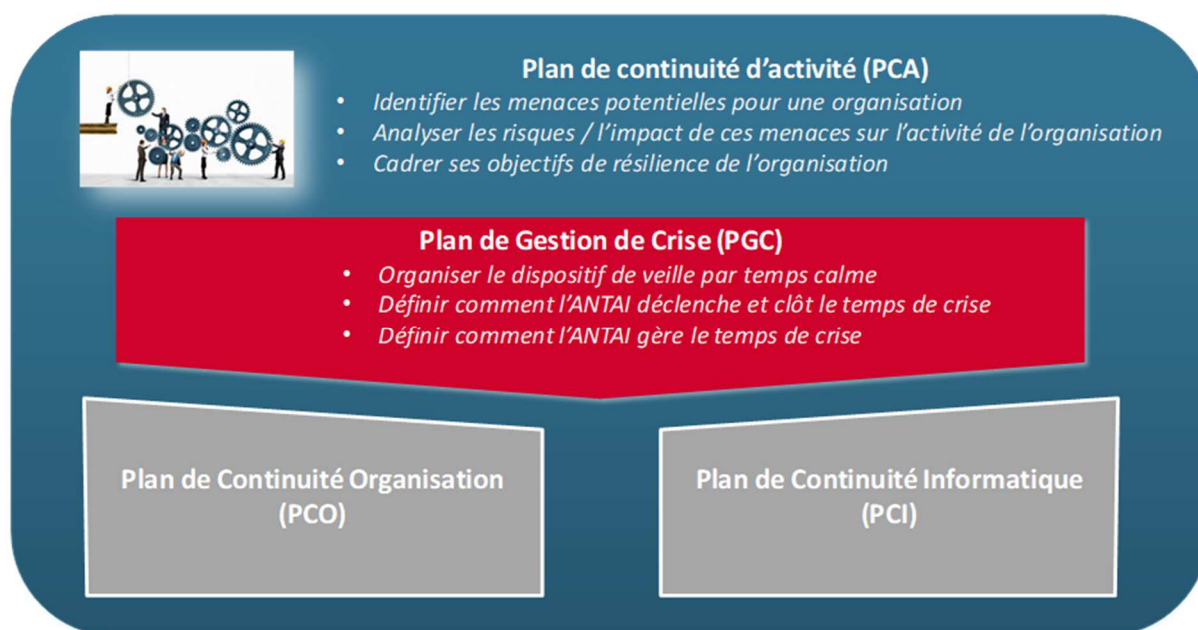 Plan de continuité d’activité (PCA)
• Identifier les menaces potentielles pour une organisation
• Analyser les risques / l’impact de ces menaces sur l’activité de l’organisation
• Cadrer ses objectifs de résilience de l’organisation
Plan de Gestion de Crise (PGC)
• Organiser le dispositif de veille par temps calme
• Définir comment l’ANTAI déclenche et clôt le temps de crise
• Définir comment l’ANTAI gère le temps de crise
Plan de Continuité Organisation
(PCO)
Plan de Continuité Informatique
(PCI)